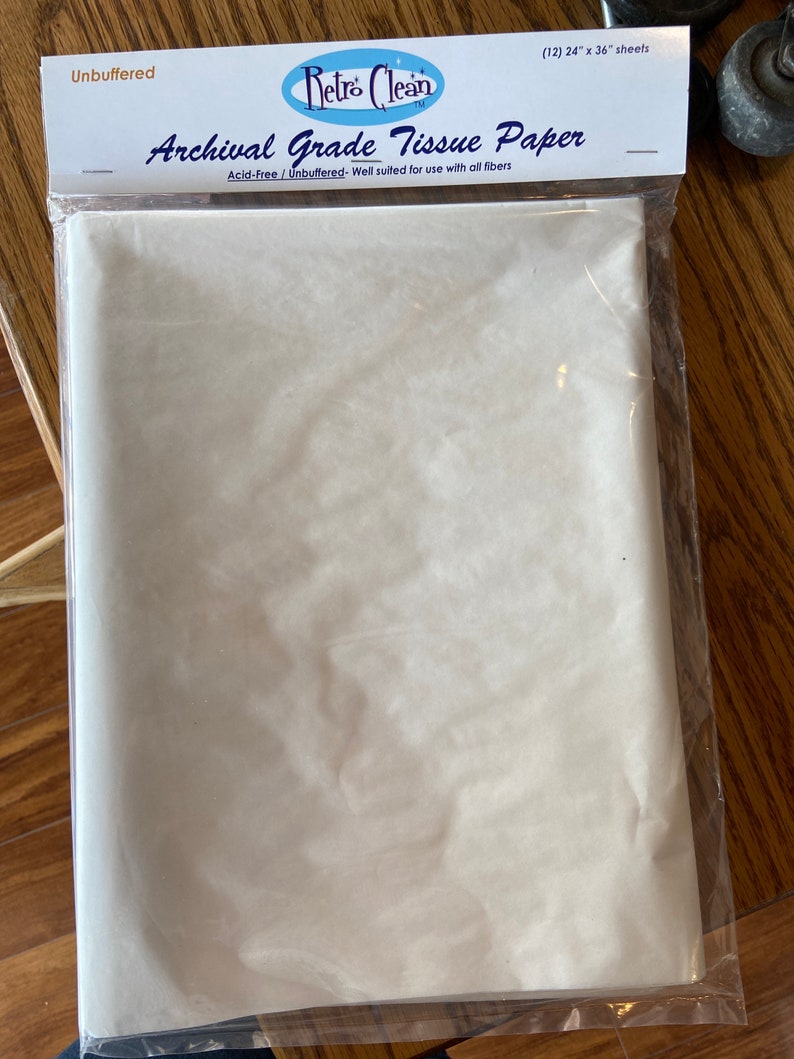 Unbuffered
(12) 24" x 36" sheets
Retro Clean
TM
Archival Grade Tissue Paper
Acid-Free / Unbuffered- Well suited for use with all fibers